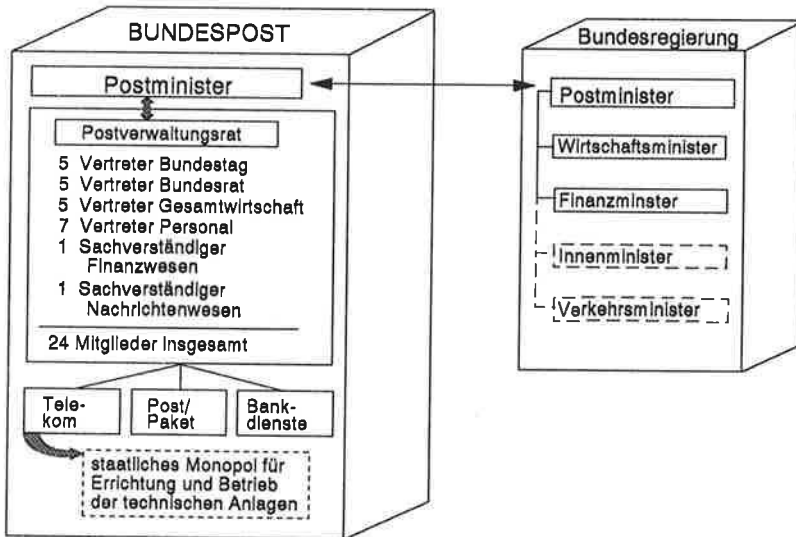 BUNDESPOST
Postminister
Postverwaltungsrat
5 Vertreter Bundestag
5 Vertreter Bundesrat
5 Vertreter Gesamtwirtschaft
7 Vertreter Personal
1 Sachverständiger
Finanzwesen
1 Sachverständiger
Nachrichtenwesen
24 Mitglieder Insgesamt
Tele-
kom
Post/
Paket
Bank-
dienste
staatliches Monopol für
Errichtung und Betrieb
der technischen Anlagen
Bundesregierung
Postminister
Wirtschaftsminister
Finanzminster
Innenminister
Verkehrsminister